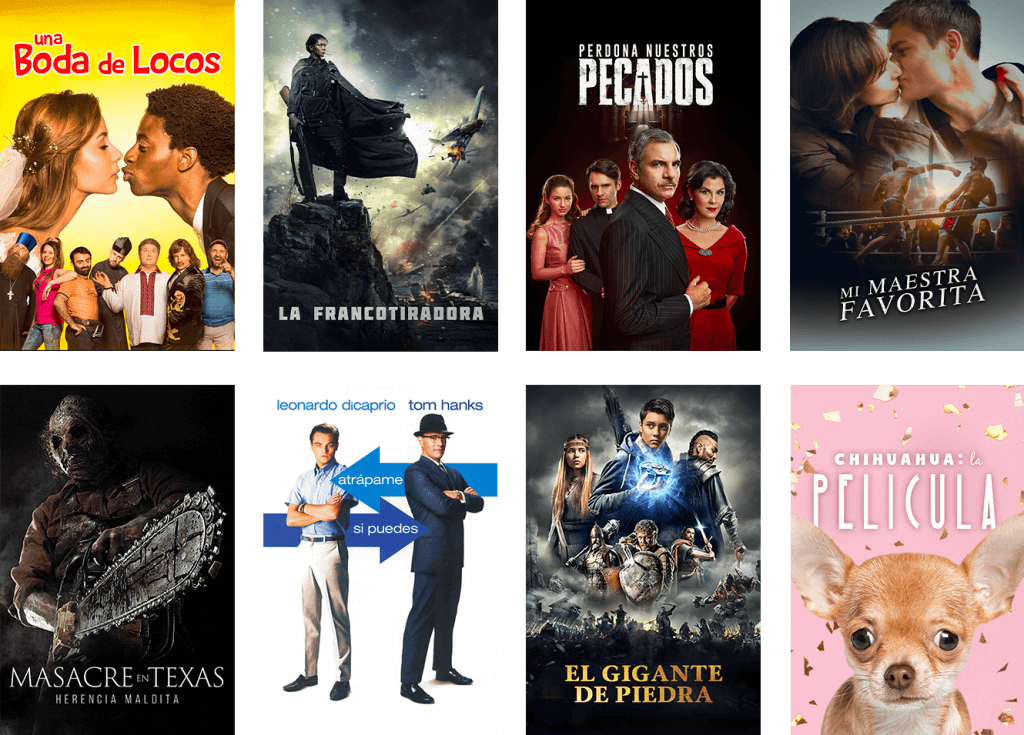 una
Boda de Locos
LA FRANCOTIRADORA
PERDONA NUESTROS
PECADOS
MI MAESTRA
FAVORITA
MASACRE EN TEXAS
HERENCIA MALDITA
leonardo dicaprio tom hanks
atrápame
si puedes
EL GIGANTE
DE PIEDRA
CHIHUAHUA: la
PELICULA